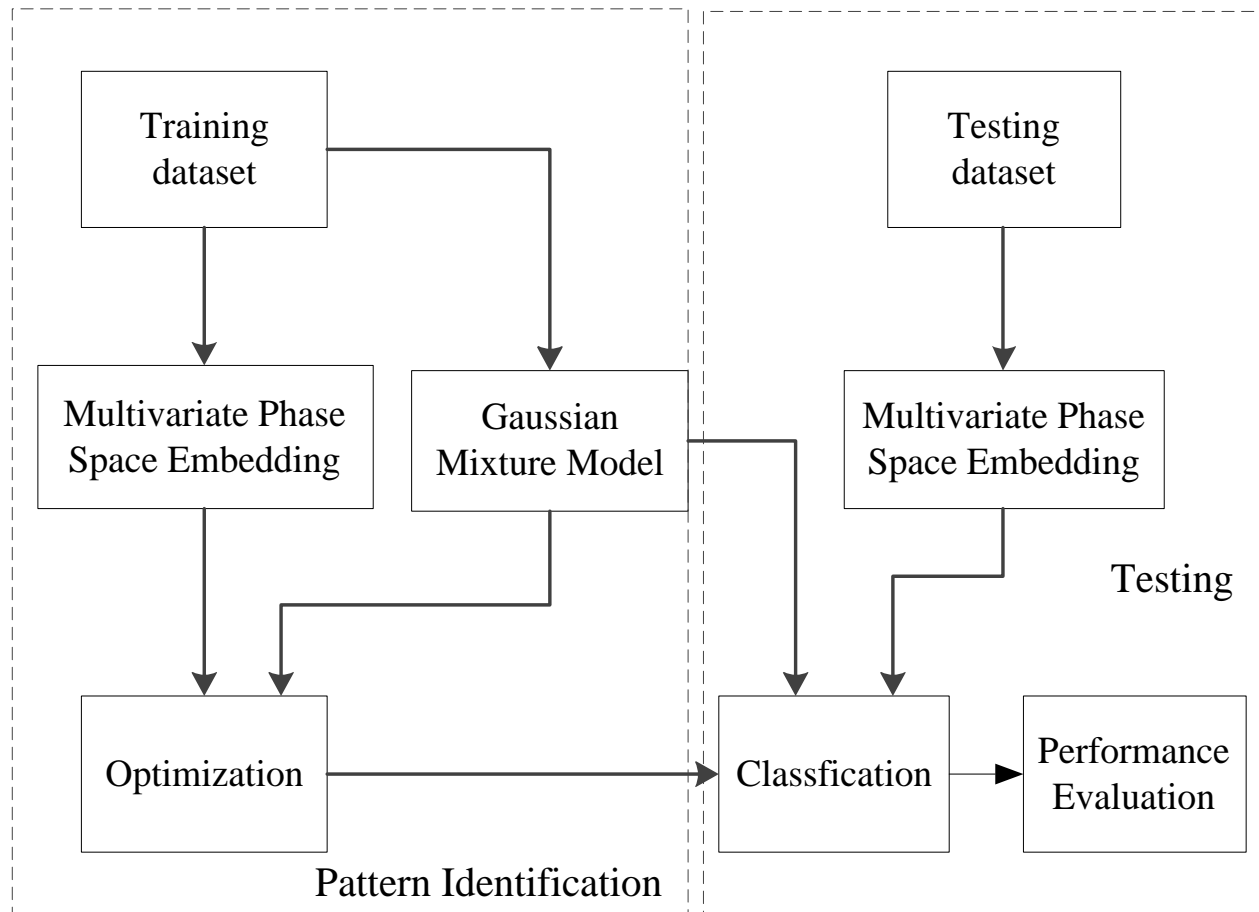 Training
dataset
Testing
dataset
Multivariate Phase
Space Embedding
Gaussian
Mixture Model
Multivariate Phase
Space Embedding
Testing
Optimization
Classfication
Performance
Evaluation
Pattern Identification